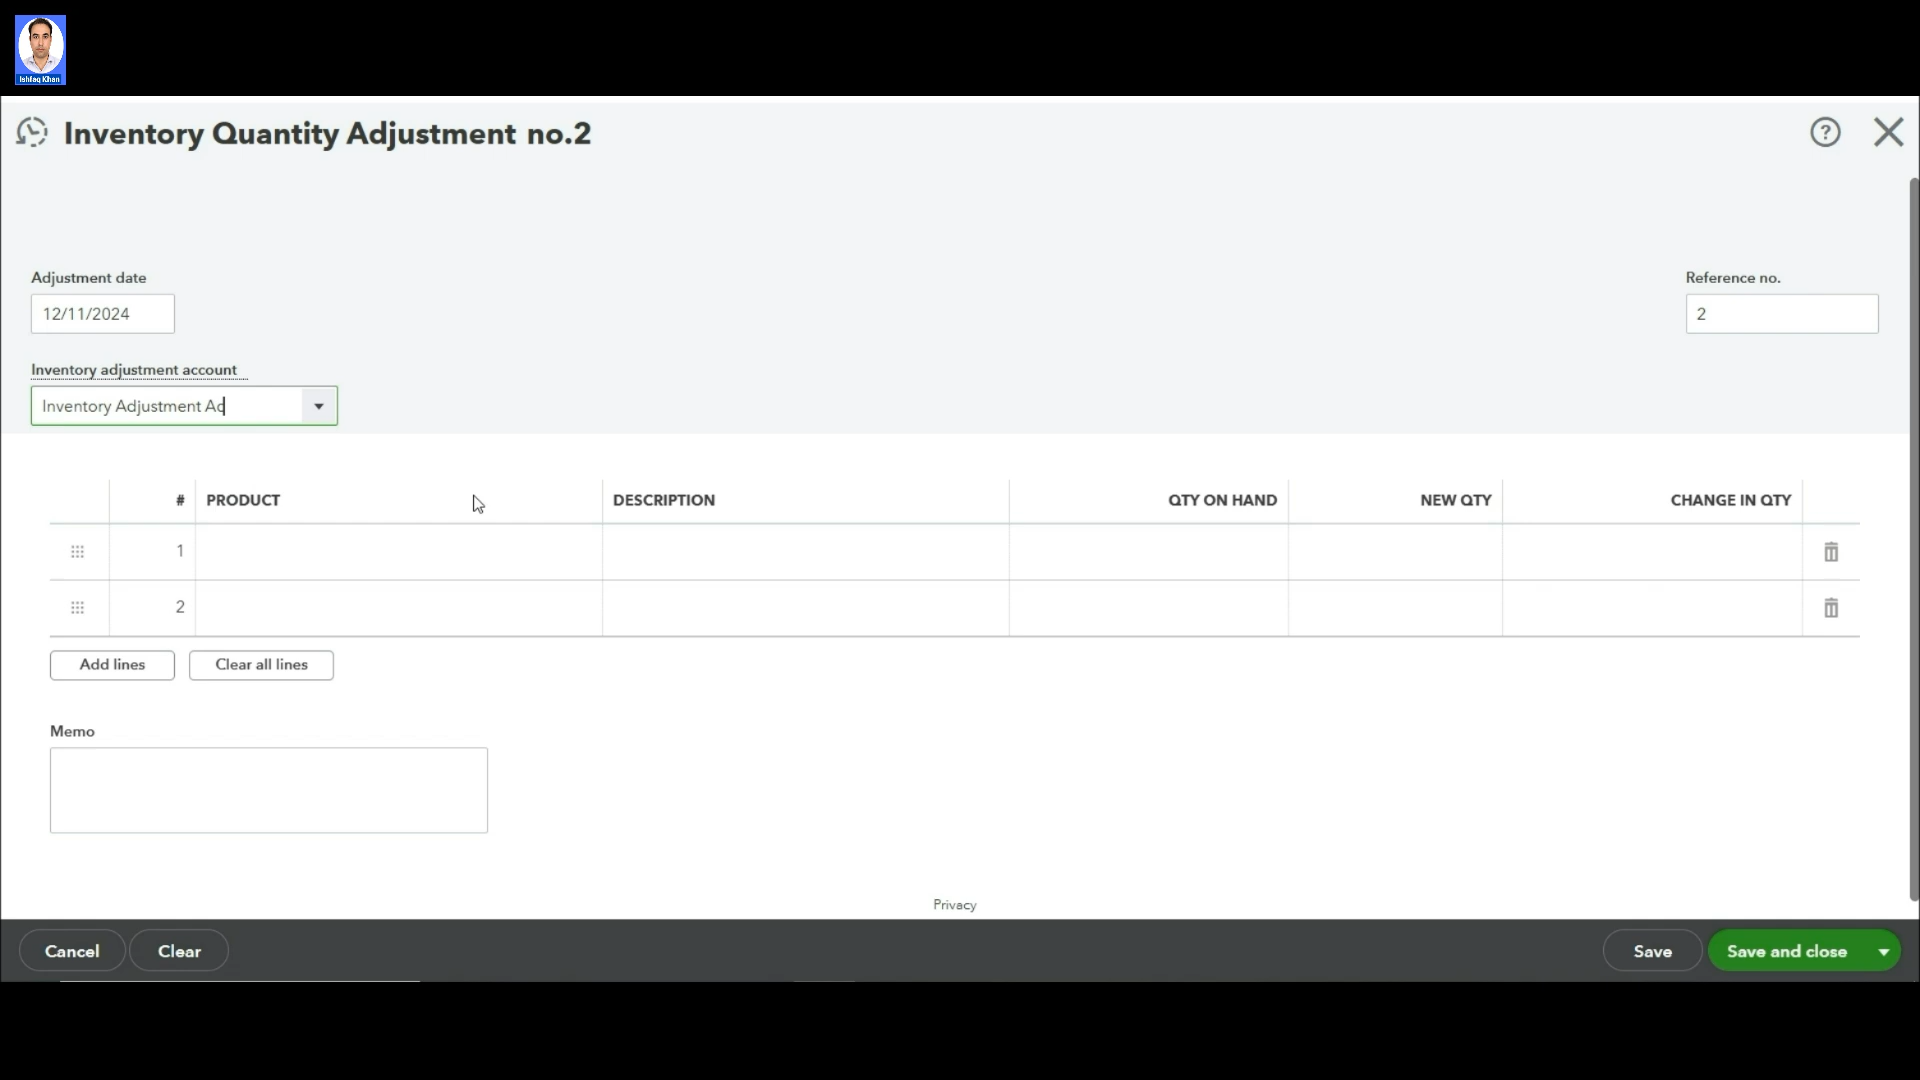 Ishfaq Khan
Inventory Quantity Adjustment no.2
Adjustment date
Reference no.
12/11/2024
2
Inventory adjustment account
Inventory Adjustment Ad
# PRODUCT DESCRIPTION QTY ON HAND NEW QTY CHANGE IN QTY
1
2
Add lines Clear all lines
Memo
Privacy
Cancel Clear Save Save and close